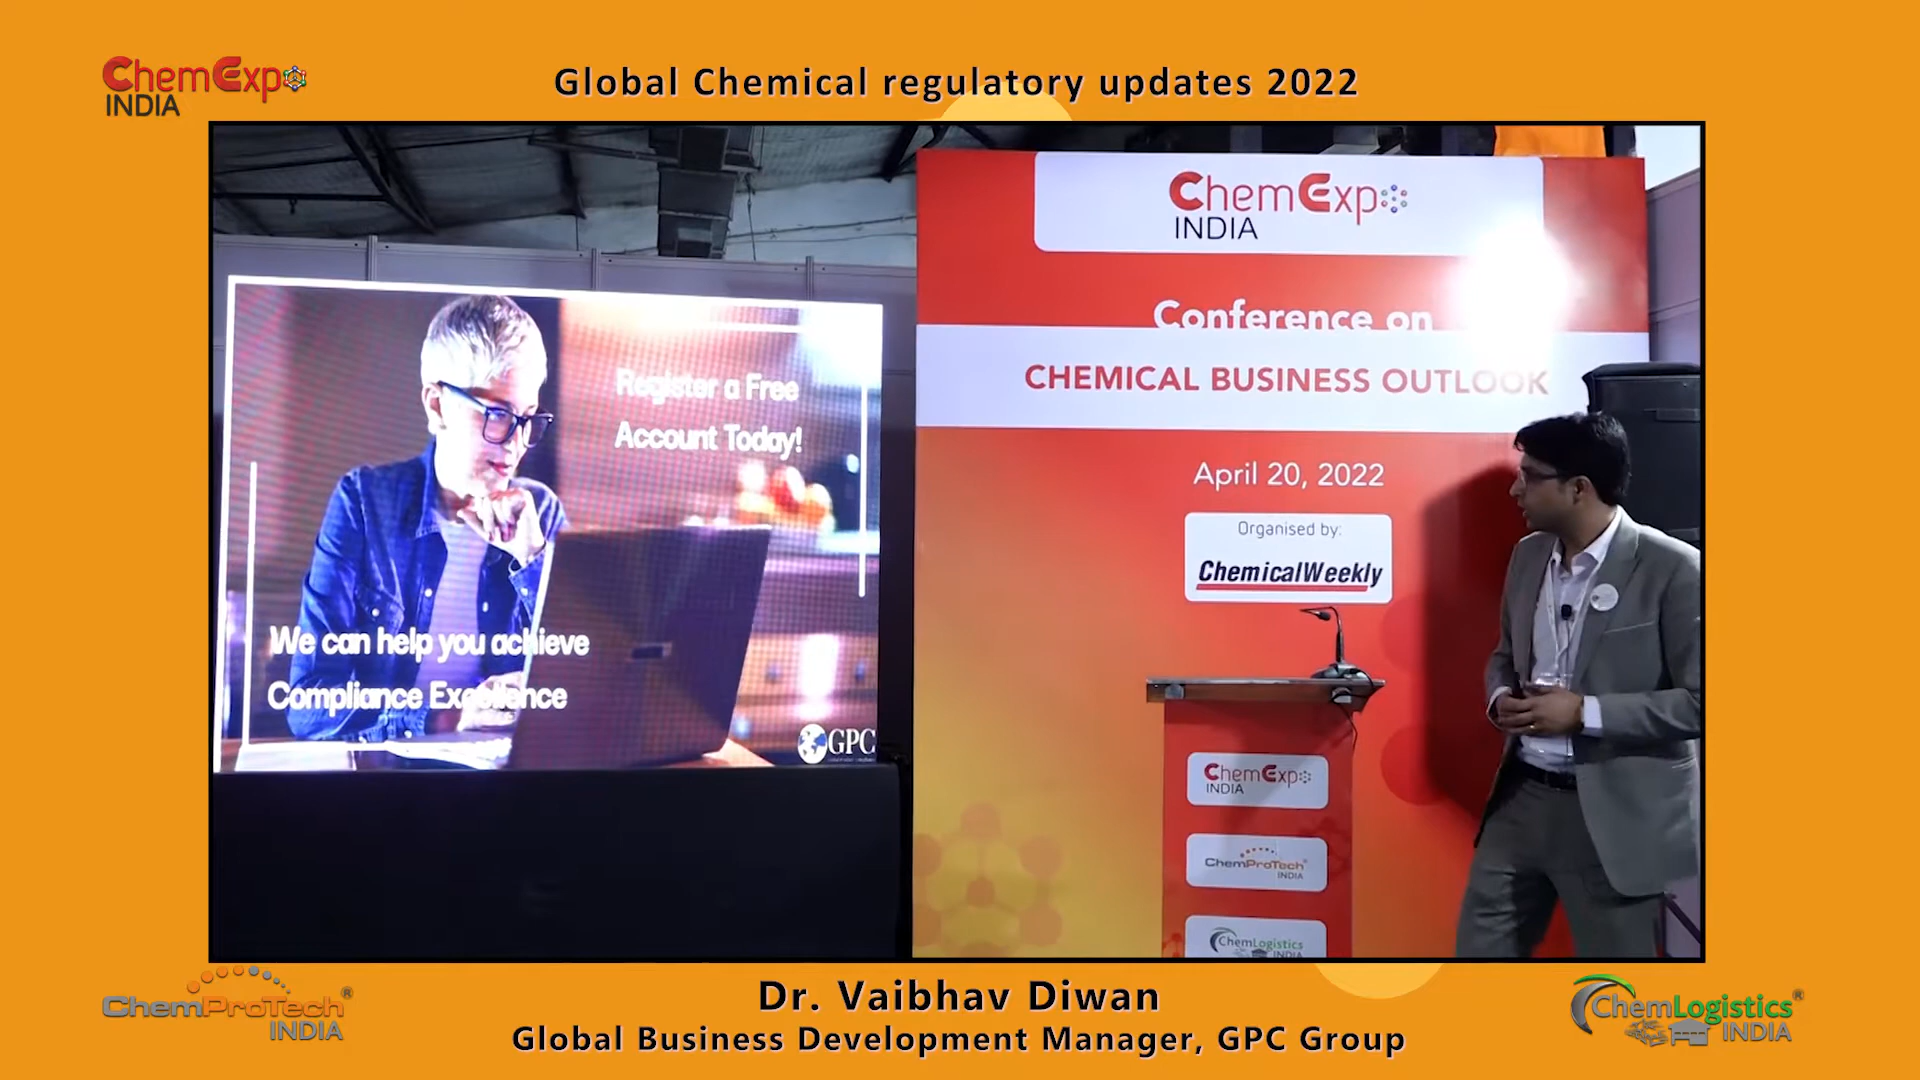 ChemExpo
INDIA
Global Chemical regulatory updates 2022
ChemExpo
INDIA
Conference on
CHEMICAL BUSINESS OUTLOOK
April 20, 2022
Organised by:
ChemicalWeekly
Register a Free
Account Today!
We can help you achieve
Compliance Excellence
GPC
ChemExpo
INDIA
ChemProTech
INDIA
ChemLogistics
INDIA
ChemProTech®
INDIA
Dr. Vaibhav Diwan
Global Business Development Manager, GPC Group
ChemLogistics®
INDIA